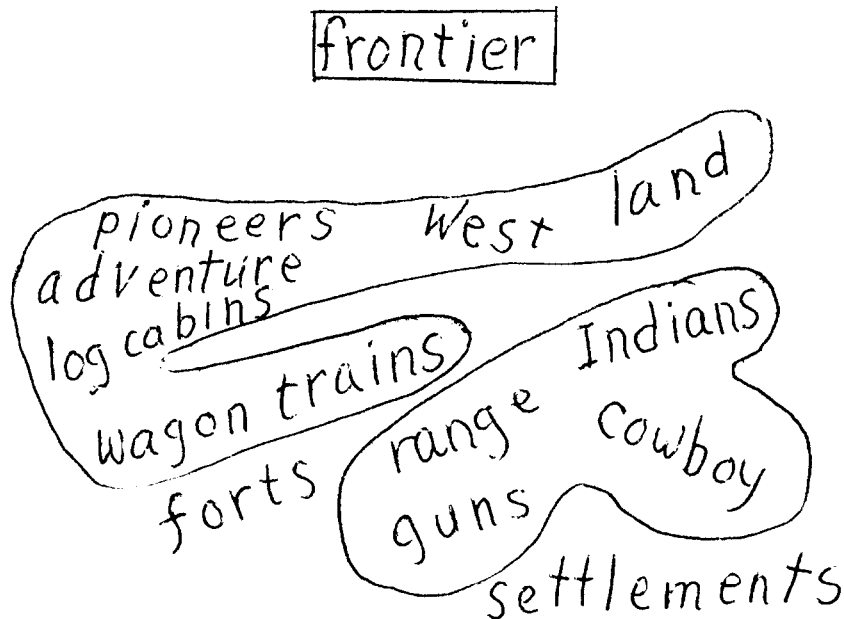 frontier
pioneers West land
adventure
log cabins
wagon trains
Indians
range cowboy
guns
forts
settlements